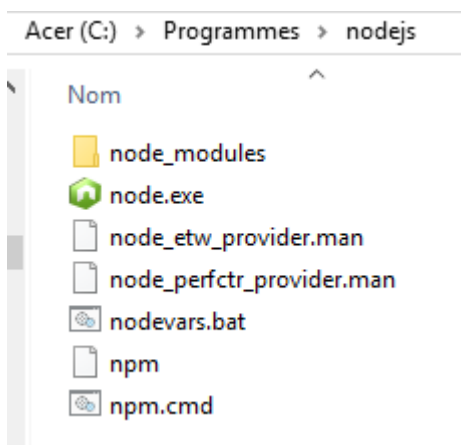 Acer (C:) > Programmes > nodejs
Nom
node_modules
node.exe
node_etw_provider.man
node_perfctr_provider.man
nodevars.bat
npm
npm.cmd